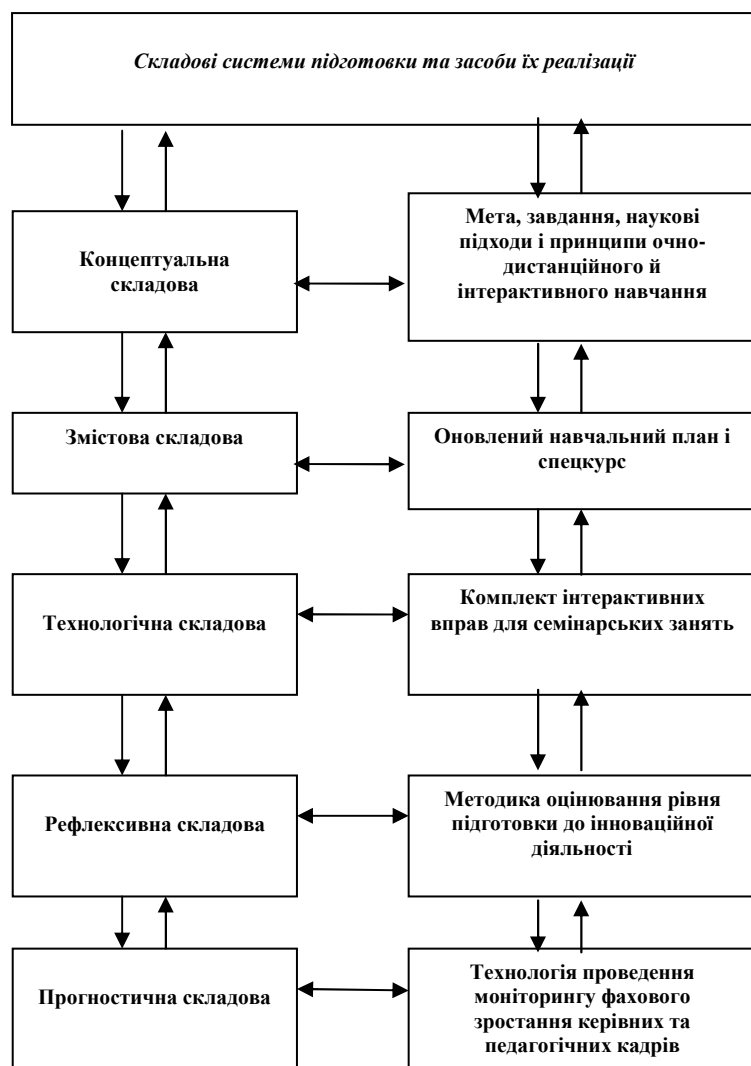 Складові системи підготовки та засоби їх реалізації
Концептуальна
складова
Мета, завдання, наукові
підходи і принципи очно-
дистанційного й
інтерактивного навчання
Змістова складова
Оновлений навчальний план і
спецкурс
Технологічна складова
Комплект інтерактивних
вправ для семінарських занять
Рефлексивна складова
Методика оцінювання рівня
підготовки до інноваційної
діяльності
Прогностична складова
Технологія проведення
моніторингу фахового
зростання керівних та
педагогічних кадрів